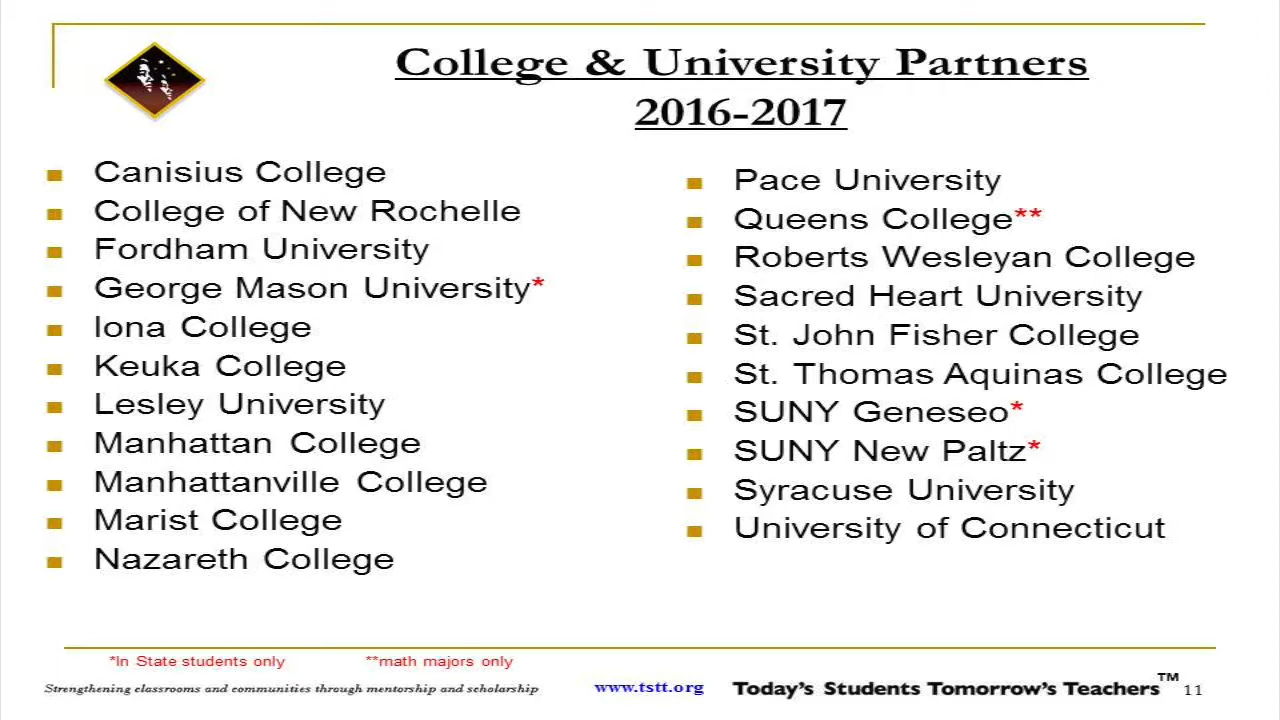 College & University Partners
2016-2017
Canisius College
College of New Rochelle
Fordham University
George Mason University*
Iona College
Keuka College
Lesley University
Manhattan College
Manhattanville College
Marist College
Nazareth College
Pace University
Queens College**
Roberts Wesleyan College
Sacred Heart University
St. John Fisher College
St. Thomas Aquinas College
SUNY Geneseo*
SUNY New Paltz*
Syracuse University
University of Connecticut
*In State students only **math majors only
Strengthening classrooms and communities through mentorship and scholarship www.tstt.org Today's Students Tomorrow's Teachers™ 11